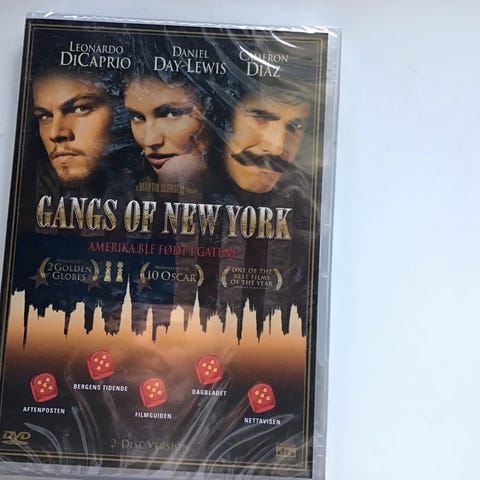 LEONARDO
DICAPRIO
DANIEL
DAY-LEWIS
CAMERON
DIAZ
A MARTIN SCORSESE
GANGS OF NEW YORK
AMERIKA BLE FØDT I GATENE
2 GOLDEN
GLOBES
10 OSCAR
ONE OF THE
BEST FILMS
OF THE YEAR
BERGENS TIDENDE
DAGBLADET
AFTENPOSTEN
FILMGUIDEN
NETTAVISEN
DVD
2-DISC VERSION